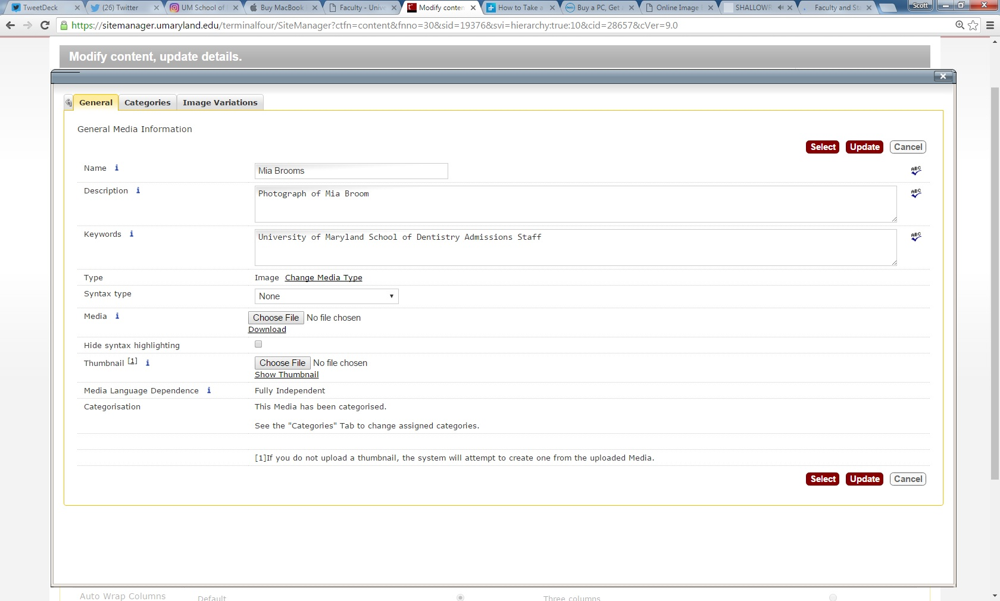 TweetDeck
(26) Twitter
UM School of
Buy MacBook
Faculty - Unive
Modify conten
How to Take a
Buy a PC, Get a
Online Image
SHALLOWR
Faculty and Sta
Scott
https://sitemanager.umaryland.edu/terminalfour/SiteManager?ctfn=content&fnno=30&sid=19376&svi=hierarchy:true:10&cid=28657&cVer=9.0
Modify content, update details.
General Categories Image Variations
General Media Information
Select Update Cancel
Name i Mia Brooms ABC
Description i Photograph of Mia Broom ABC
Keywords i University of Maryland School of Dentistry Admissions Staff ABC
Type Image Change Media Type
Syntax type None
Media i Choose File No file chosen
Download
Hide syntax highlighting
Thumbnail [1] i Choose File No file chosen
Show Thumbnail
Media Language Dependence i Fully Independent
Categorisation This Media has been categorised.
See the "Categories" Tab to change assigned categories.
[1]If you do not upload a thumbnail, the system will attempt to create one from the uploaded Media.
Select Update Cancel
Auto Wrap Columns Default Three columns